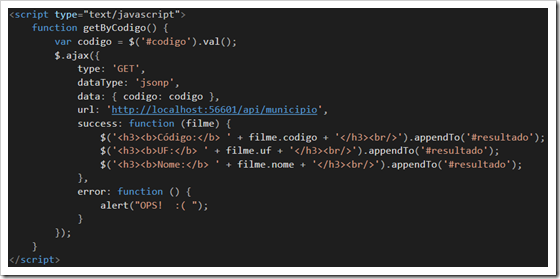 <script type="text/javascript">
function getByCodigo() {
var codigo = $('#codigo').val();
$.ajax({
type: 'GET',
dataType: 'jsonp',
data: { codigo: codigo },
url: 'http://localhost:56601/api/municipio',
success: function (filme) {
$('<h3><b>Código:</b> ' + filme.codigo + '</h3><br/>').appendTo('#resultado');
$('<h3><b>UF:</b> ' + filme.uf + '</h3><br/>').appendTo('#resultado');
$('<h3><b>Nome:</b> ' + filme.nome + '</h3><br/>').appendTo('#resultado');
},
error: function () {
alert("OPS!  :( ");
}
});
}
</script>